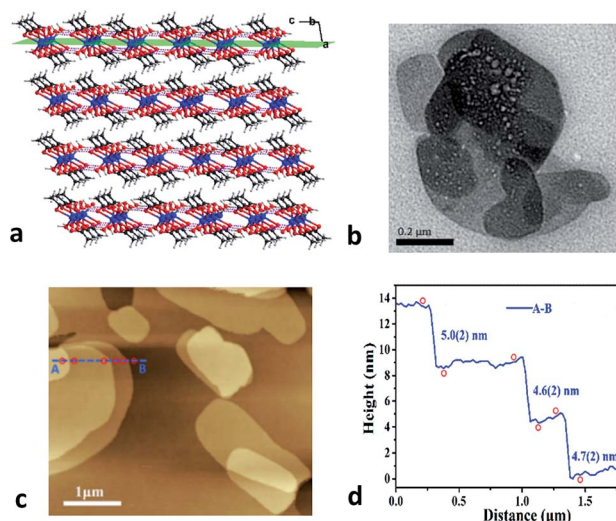 c b
a
a
0.2 μm
b
A B
1μm
c
14
12
10
8
6
4
2
0
Height (nm)
A-B
5.0(2) nm
4.6(2) nm
4.7(2) nm
0.0 0.5 1.0 1.5
Distance (μm)
d